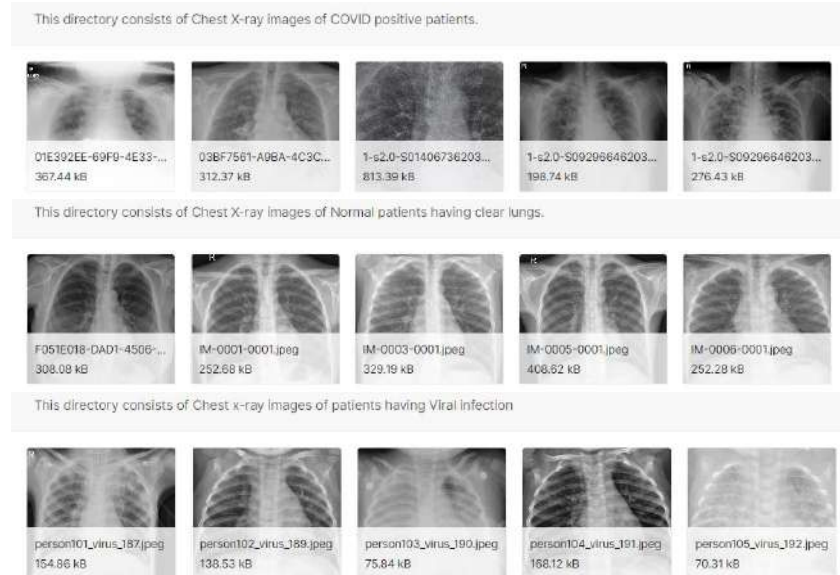 This directory consists of Chest X-ray images of COVID positive patients.
01E392EE-69F9-4E33-... 03BF7561-A9BA-4C3C... 1-s2.0-S01406736203... 1-s2.0-S09296646203... 1-s2.0-S09296646203...
367.44 kB 312.37 kB 813.39 kB 198.74 kB 276.43 kB
This directory consists of Chest X-ray images of Normal patients having clear lungs.
R R
F051E018-DAD1-4506-... IM-0001-0001.jpeg IM-0003-0001.jpeg IM-0005-0001.jpeg IM-0006-0001.jpeg
308.08 kB 252.68 kB 329.19 kB 408.62 kB 252.28 kB
This directory consists of Chest x-ray images of patients having Viral infection
R
person101_virus_187.jpeg person102_virus_189.jpeg person103_virus_190.jpeg person104_virus_191.jpeg person105_virus_192.jpeg
154.86 kB 138.53 kB 75.84 kB 168.12 kB 70.31 kB